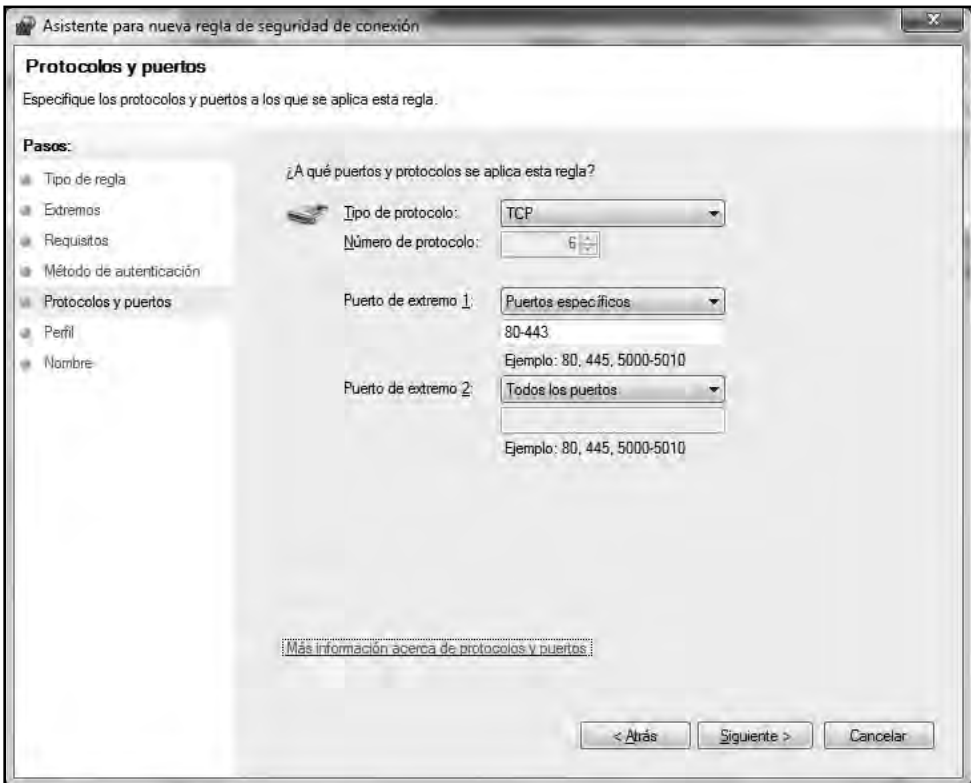 Asistente para nueva regla de seguridad de conexión
Protocolos y puertos
Especifique los protocolos y puertos a los que se aplica esta regla.
Pasos:
Tipo de regla
Extremos
Requisitos
Método de autenticación
Protocolos y puertos
Perfil
Nombre
¿A qué puertos y protocolos se aplica esta regla?
Tipo de protocolo: TCP
Número de protocolo: 6
Puerto de extremo 1: Puertos específicos
80-443
Ejemplo: 80, 445, 5000-5010
Puerto de extremo 2: Todos los puertos
Ejemplo: 80, 445, 5000-5010
Más información acerca de protocolos y puertos
< Atrás Siguiente > Cancelar